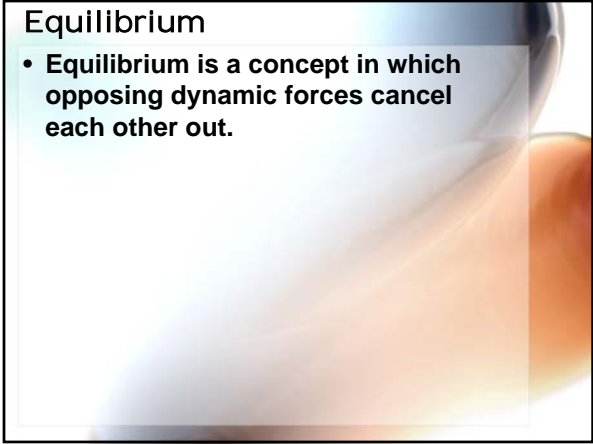 Equilibrium
• Equilibrium is a concept in which
opposing dynamic forces cancel
each other out.